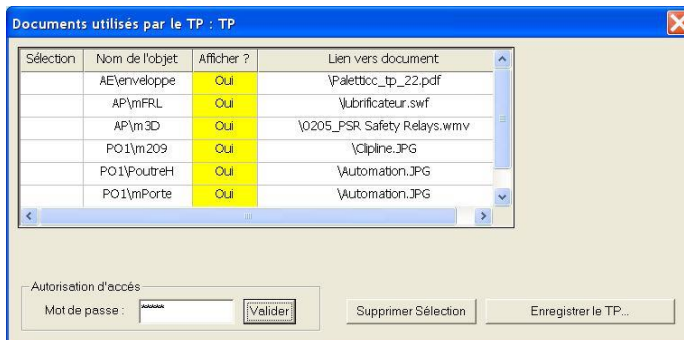 Documents utilisés par le TP : TP
Sélection Nom de l'objet Afficher ? Lien vers document
AE\enveloppe Oui \Paletticc_tp_22.pdf
AP\mFRL Oui \lubrificateur.swf
AP\m3D Oui \0205_PSR Safety Relays.wmv
PO1\m209 Oui \Clipline.JPG
PO1\PoutreH Oui \Automation.JPG
PO1\mPorte Oui \Automation.JPG
Autorisation d'accés
Mot de passe : ***** Valider Supprimer Sélection Enregistrer le TP...